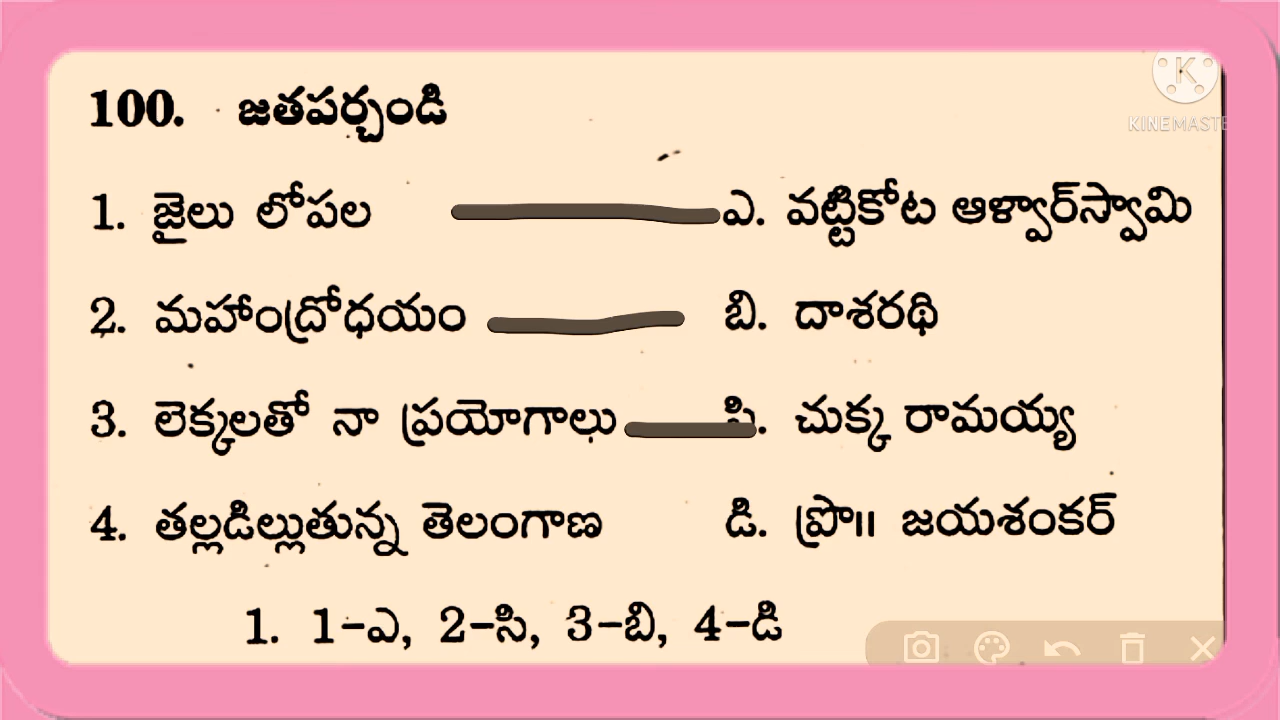 100. జతపర్చండి
1. జైలు లోపల ఎ. వట్టికోట ఆళ్వార్‌స్వామి
2. మహాంద్రోధయం బి. దాశరథి
3. లెక్కలతో నా ప్రయోగాలు సి. చుక్క రామయ్య
4. తల్లడిల్లుతున్న తెలంగాణ డి. ప్రొ॥ జయశంకర్
1. 1-ఎ, 2-సి, 3-బి, 4-డి
KINEMASTE